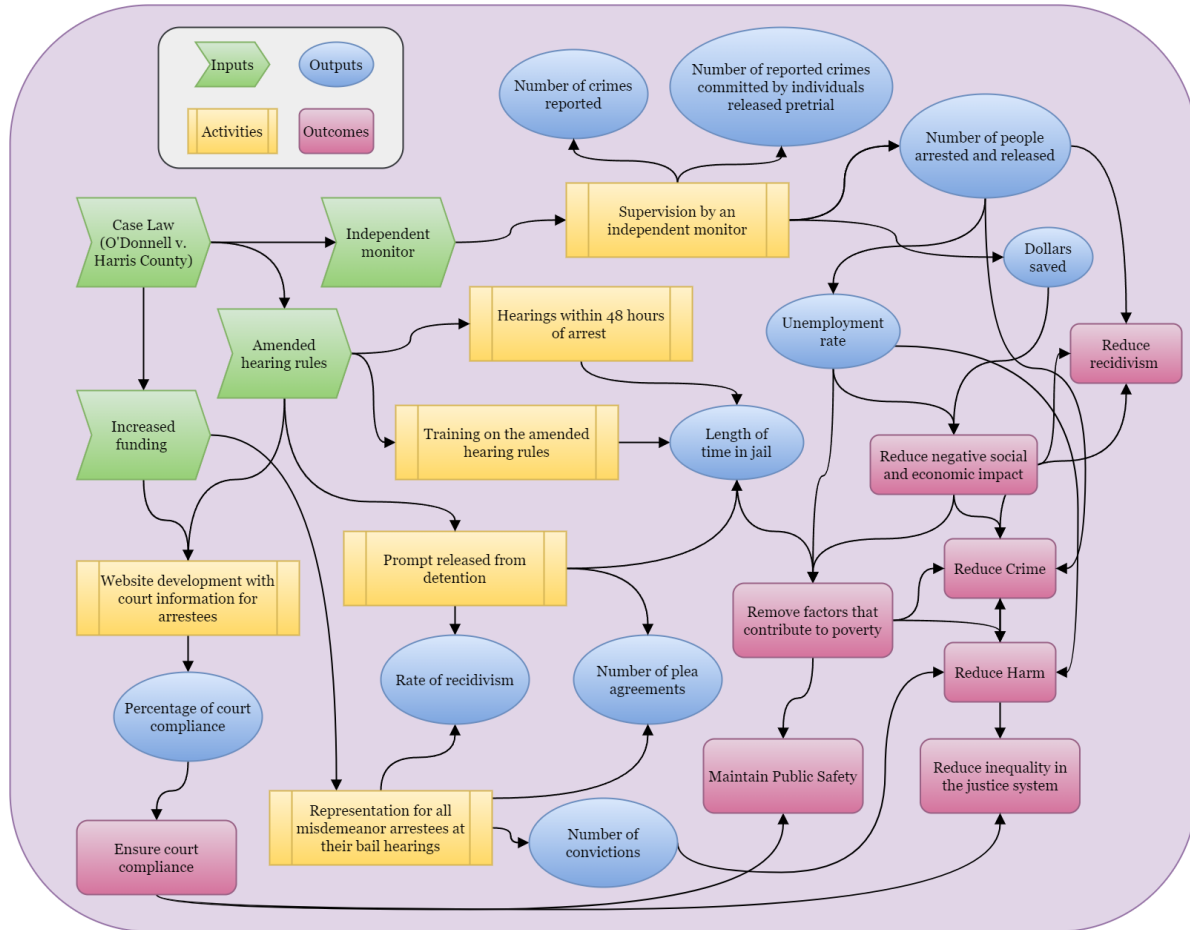 Inputs
Outputs
Activities
Outcomes
Number of crimes
reported
Number of reported crimes
committed by individuals
released pretrial
Number of people
arrested and released
Case Law
(O'Donnell v.
Harris County)
Independent
monitor
Supervision by an
independent monitor
Dollars
saved
Amended
hearing rules
Hearings within 48 hours
of arrest
Unemployment
rate
Reduce
recidivism
Increased
funding
Training on the amended
hearing rules
Length of
time in jail
Reduce negative social
and economic impact
Website development with
court information for
arrestees
Prompt released from
detention
Remove factors that
contribute to poverty
Reduce Crime
Percentage of court
compliance
Rate of recidivism
Number of plea
agreements
Reduce Harm
Maintain Public Safety
Reduce inequality in
the justice system
Ensure court
compliance
Representation for all
misdemeanor arrestees at
their bail hearings
Number of
convictions